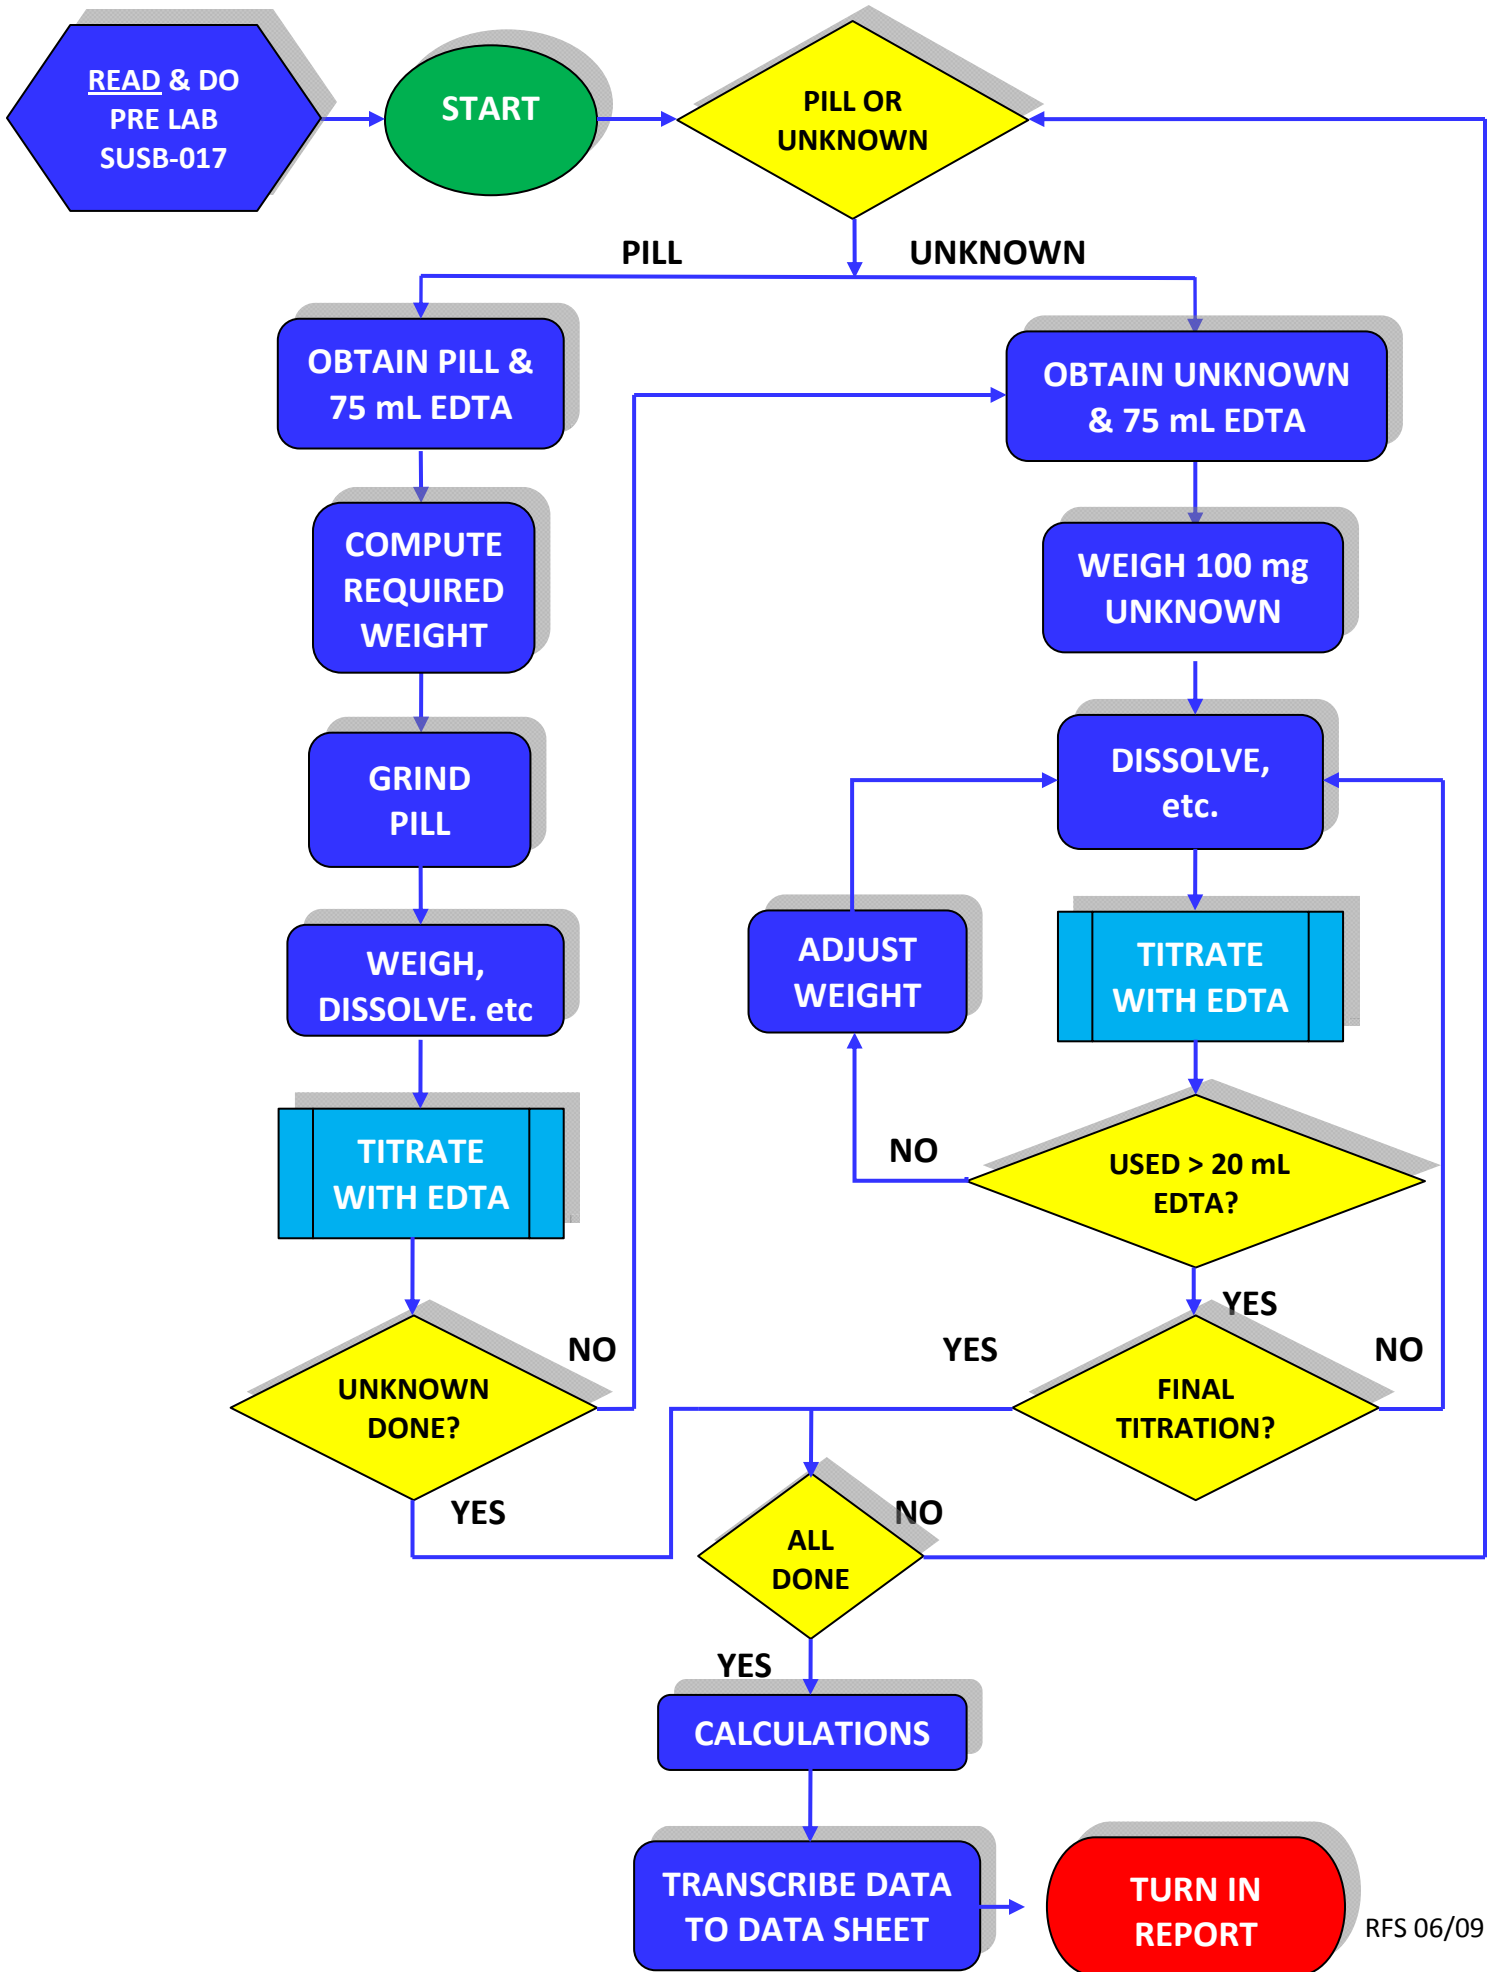 READ & DO
PRE LAB
SUSB-017
START
PILL OR
UNKNOWN
PILL
UNKNOWN
OBTAIN PILL &
75 mL EDTA
OBTAIN UNKNOWN
& 75 mL EDTA
COMPUTE
REQUIRED
WEIGHT
WEIGH 100 mg
UNKNOWN
GRIND
PILL
DISSOLVE,
etc.
WEIGH,
DISSOLVE. etc
ADJUST
WEIGHT
TITRATE
WITH EDTA
TITRATE
WITH EDTA
NO
USED > 20 mL
EDTA?
YES
NO
UNKNOWN
DONE?
YES
YES
NO
FINAL
TITRATION?
NO
ALL
DONE
YES
CALCULATIONS
TRANSCRIBE DATA
TO DATA SHEET
TURN IN
REPORT
RFS 06/09